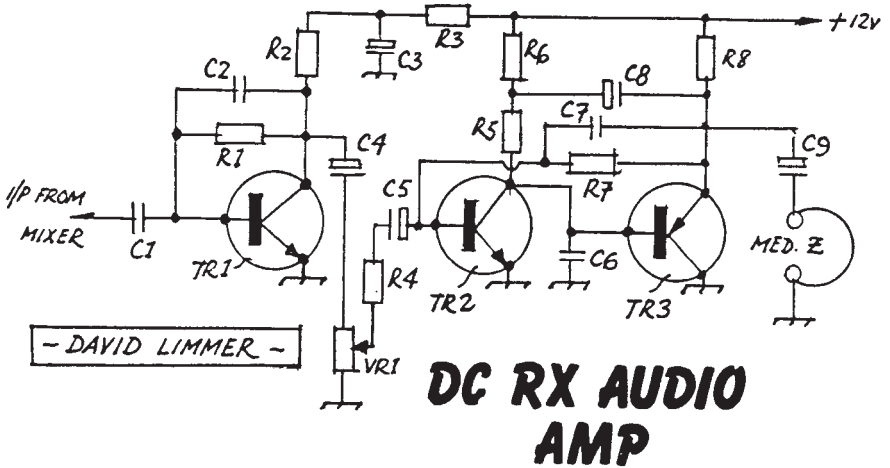 +12V
R2
C3
R3
R6
C8
R8
C2
R1
C4
R5
C7
C9
I/P FROM
MIXER
C1
TR1
C5
R4
TR2
R7
C6
TR3
MED. Z
- DAVID LIMMER -
VR1
DC RX AUDIO
AMP